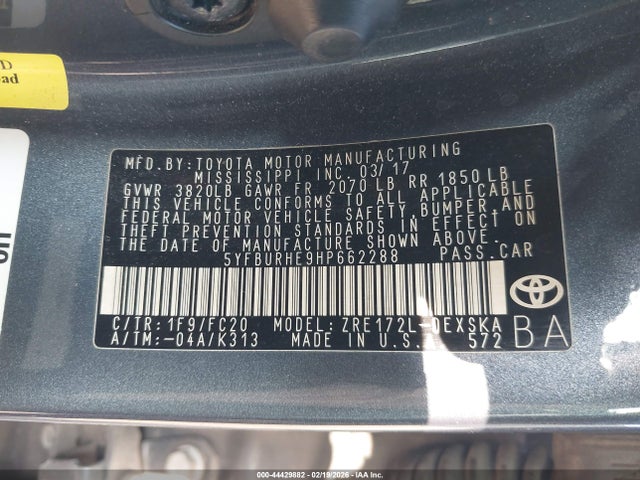 D
ad
MFD.BY:TOYOTA MOTOR MANUFACTURING
MISSISSIPPI INC. 03/17
GVWR 3820LB GAWR FR 2070 LB RR 1850 LB
THIS VEHICLE CONFORMS TO ALL APPLICABLE
FEDERAL MOTOR VEHICLE SAFETY,BUMPER AND
THEFT PREVENTION STANDARDS IN EFFECT ON
THE DATE OF MANUFACTURE SHOWN ABOVE.
5YFBURHE9HP662288 PASS.CAR
C/TR:1F9/FC20 MODEL:ZRE172L-DEXSKA
A/TM:-04A/K313 MADE IN U.S. 572
BA
000-44429882 - 02/19/2026 - IAAI, Inc. Copyright